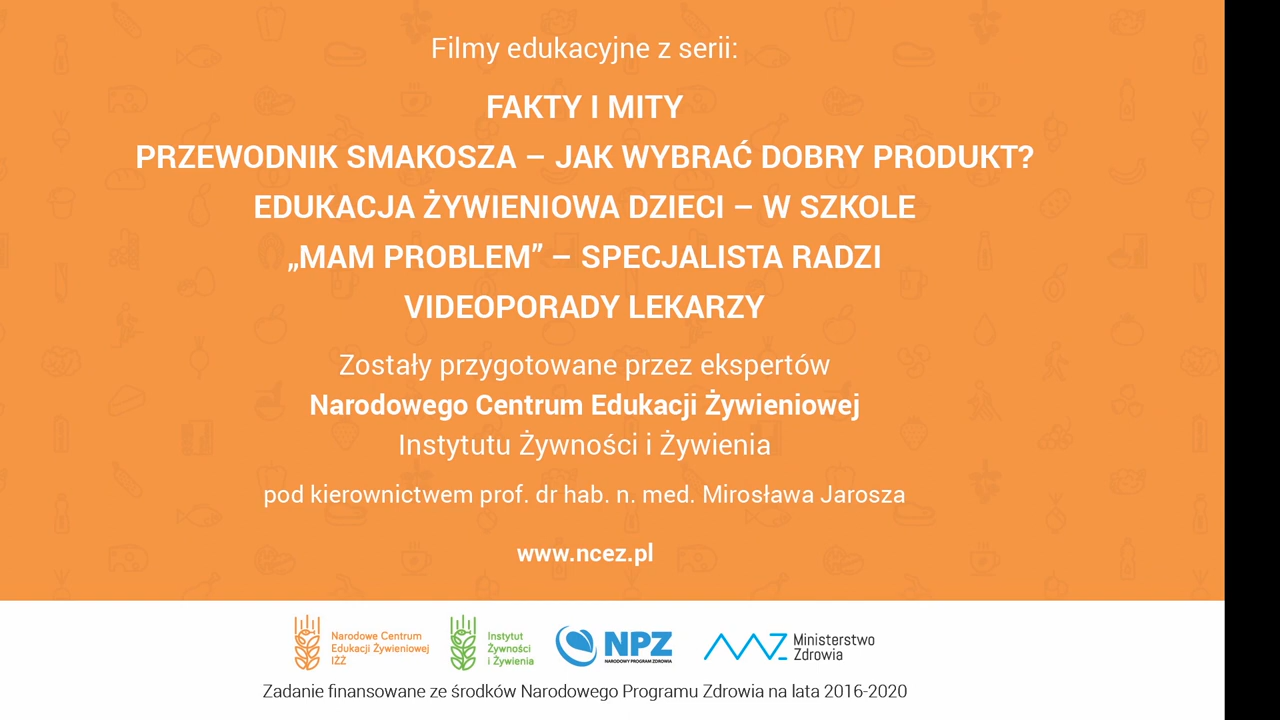 Filmy edukacyjne z serii:
FAKTY I MITY
PRZEWODNIK SMAKOSZA – JAK WYBRAĆ DOBRY PRODUKT?
EDUKACJA ŻYWIENIOWA DZIECI – W SZKOLE
„MAM PROBLEM” – SPECJALISTA RADZI
VIDEOPORADY LEKARZY
Zostały przygotowane przez ekspertów
Narodowego Centrum Edukacji Żywieniowej
Instytutu Żywności i Żywienia
pod kierownictwem prof. dr hab. n. med. Mirosława Jarosza
www.ncez.pl
Narodowe Centrum
Edukacji Żywieniowej
IŻŻ
Instytut
Żywności
i Żywienia
NPZ
NARODOWY PROGRAM ZDROWIA
Ministerstwo
Zdrowia
Zadanie finansowane ze środków Narodowego Programu Zdrowia na lata 2016-2020